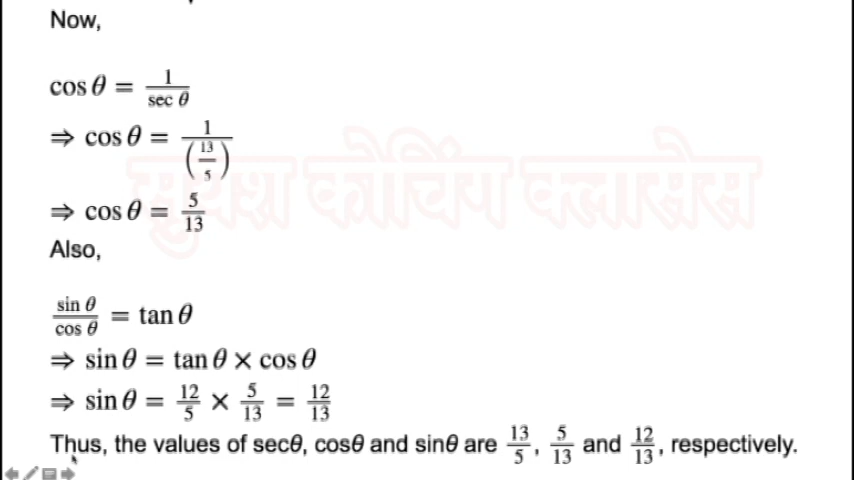 Now,
cos θ = 1/sec θ
⇒ cos θ = 1/(13/5)
⇒ cos θ = 5/13
Also,
sin θ/cos θ = tan θ
⇒ sin θ = tan θ × cos θ
⇒ sin θ = 12/5 × 5/13 = 12/13
Thus, the values of secθ, cosθ and sinθ are 13/5, 5/13 and 12/13, respectively.
सुयश कोचिंग क्लासेस